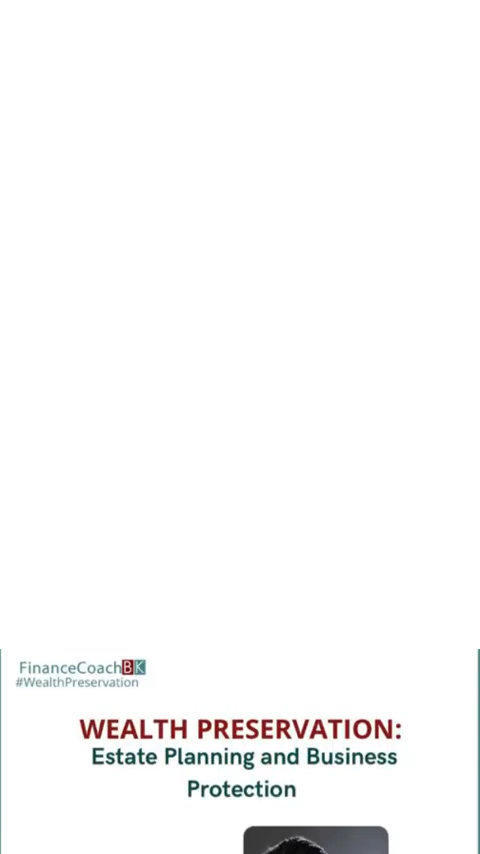 FinanceCoachBK
#WealthPreservation
WEALTH PRESERVATION:
Estate Planning and Business
Protection